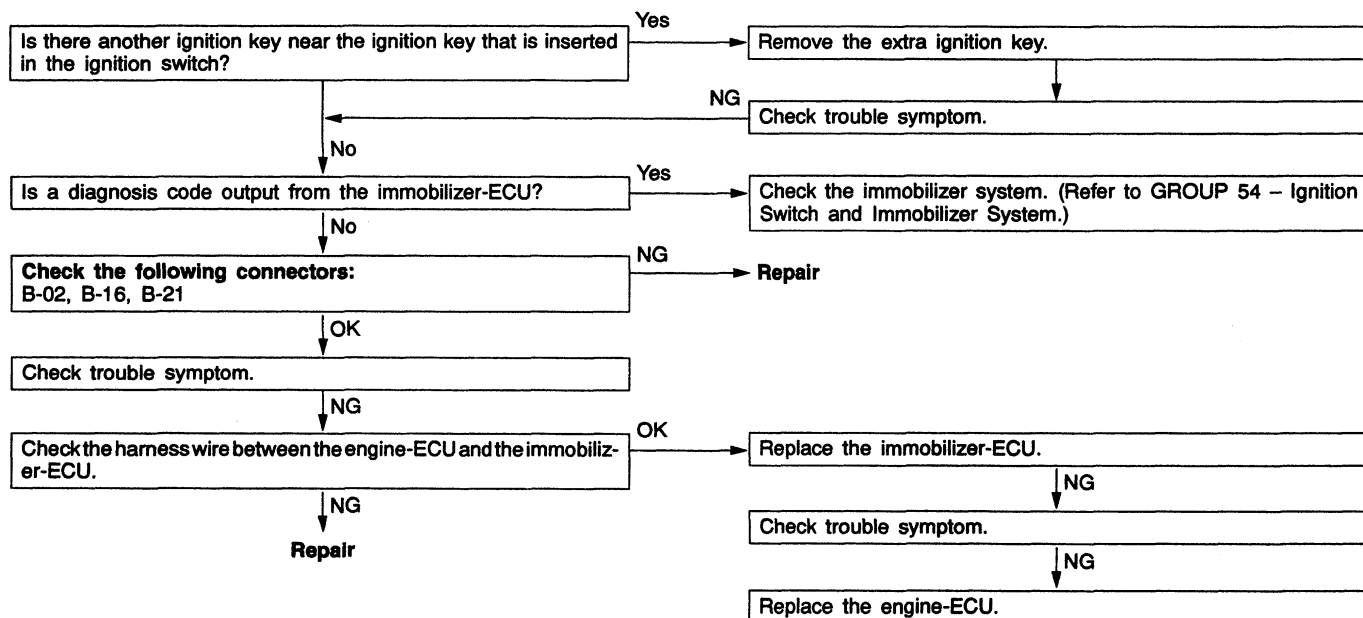 Is there another ignition key near the ignition key that is inserted
in the ignition switch?
Yes
Remove the extra ignition key.
NG
Check trouble symptom.
No
Is a diagnosis code output from the immobilizer-ECU?
Yes
Check the immobilizer system. (Refer to GROUP 54 – Ignition
Switch and Immobilizer System.)
No
Check the following connectors:
B-02, B-16, B-21
NG
Repair
OK
Check trouble symptom.
NG
Check the harness wire between the engine-ECU and the immobiliz-
er-ECU.
OK
Replace the immobilizer-ECU.
NG
Repair
NG
Check trouble symptom.
NG
Replace the engine-ECU.